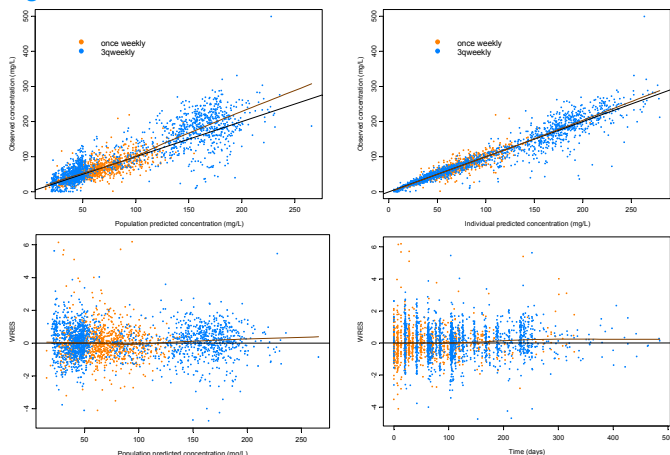 once weekly
3qweekly
Observed concentration (mg/L)
500
400
300
200
100
0
50 100 150 200 250
Population predicted concentration (mg/L)
once weekly
3qweekly
Observed concentration (mg/L)
500
400
300
200
100
0
0 50 100 150 200 250
Individual predicted concentration (mg/L)
WRES
6
4
2
0
-2
-4
50 100 150 200 250
Population predicted concentration (mg/L)
WRES
6
4
2
0
-2
-4
0 100 200 300 400 500
Time (days)